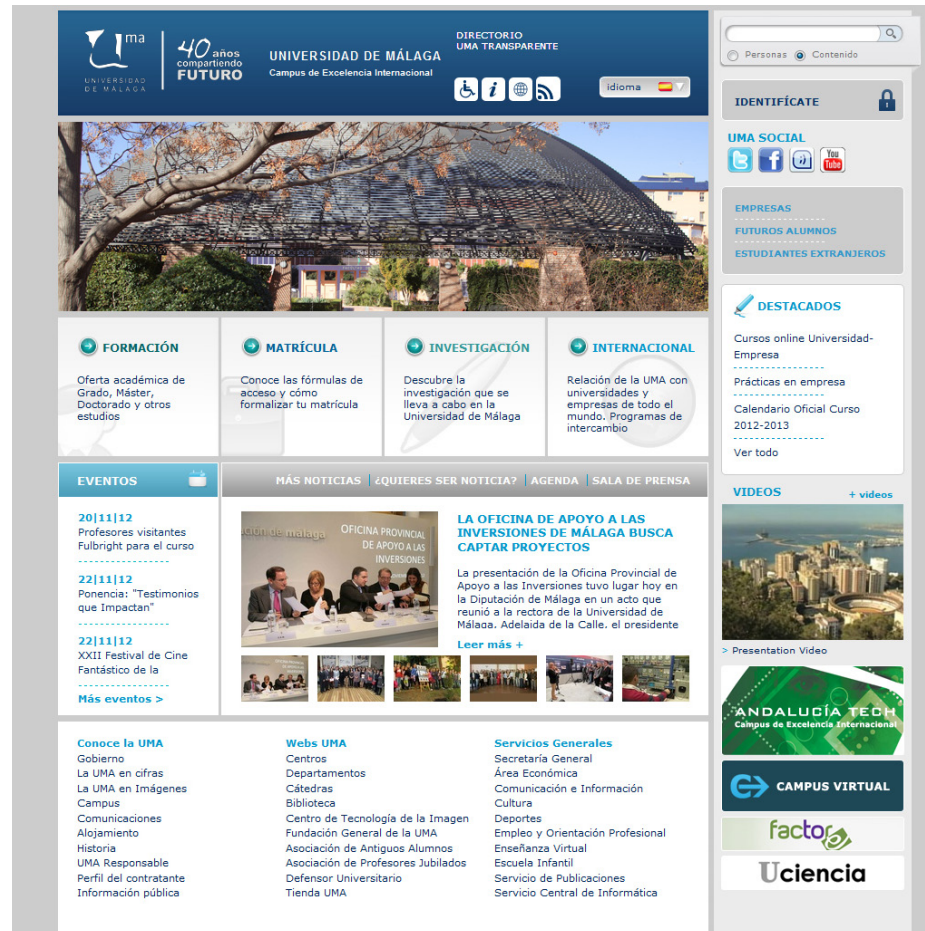 uma
UNIVERSIDAD
DE MÁLAGA
40 años
compartiendo
FUTURO
UNIVERSIDAD DE MÁLAGA
Campus de Excelencia Internacional
DIRECTORIO
UMA TRANSPARENTE
idioma
Personas
Contenido
IDENTIFÍCATE
UMA SOCIAL
You
Tube
EMPRESAS
FUTUROS ALUMNOS
ESTUDIANTES EXTRANJEROS
FORMACIÓN
Oferta académica de
Grado, Máster,
Doctorado y otros
estudios
MATRÍCULA
Conoce las fórmulas de
acceso y cómo
formalizar tu matrícula
INVESTIGACIÓN
Descubre la
investigación que se
lleva a cabo en la
Universidad de Málaga
INTERNACIONAL
Relación de la UMA con
universidades y
empresas de todo el
mundo. Programas de
intercambio
DESTACADOS
Cursos online Universidad-
Empresa
Prácticas en empresa
Calendario Oficial Curso
2012-2013
Ver todo
EVENTOS
20|11|12
Profesores visitantes
Fulbright para el curso
22|11|12
Ponencia: "Testimonios
que Impactan"
22|11|12
XXII Festival de Cine
Fantástico de la
Más eventos >
MÁS NOTICIAS | ¿QUIERES SER NOTICIA? | AGENDA | SALA DE PRENSA
ción de málaga
OFICINA PROVINCIAL
DE APOYO A LAS
INVERSIONES
LA OFICINA DE APOYO A LAS
INVERSIONES DE MÁLAGA BUSCA
CAPTAR PROYECTOS
La presentación de la Oficina Provincial de
Apoyo a las Inversiones tuvo lugar hoy en
la Diputación de Málaga en un acto que
reunió a la rectora de la Universidad de
Málaga, Adelaida de la Calle, el presidente
Leer más +
VIDEOS
+ videos
> Presentation Video
ANDALUCÍA TECH
Campus de Excelencia Internacional
CAMPUS VIRTUAL
factor
Uciencia
Conoce la UMA
Gobierno
La UMA en cifras
La UMA en Imágenes
Campus
Comunicaciones
Alojamiento
Historia
UMA Responsable
Perfil del contratante
Información pública
Webs UMA
Centros
Departamentos
Cátedras
Biblioteca
Centro de Tecnología de la Imagen
Fundación General de la UMA
Asociación de Antiguos Alumnos
Asociación de Profesores Jubilados
Defensor Universitario
Tienda UMA
Servicios Generales
Secretaría General
Área Económica
Comunicación e Información
Cultura
Deportes
Empleo y Orientación Profesional
Enseñanza Virtual
Escuela Infantil
Servicio de Publicaciones
Servicio Central de Informática